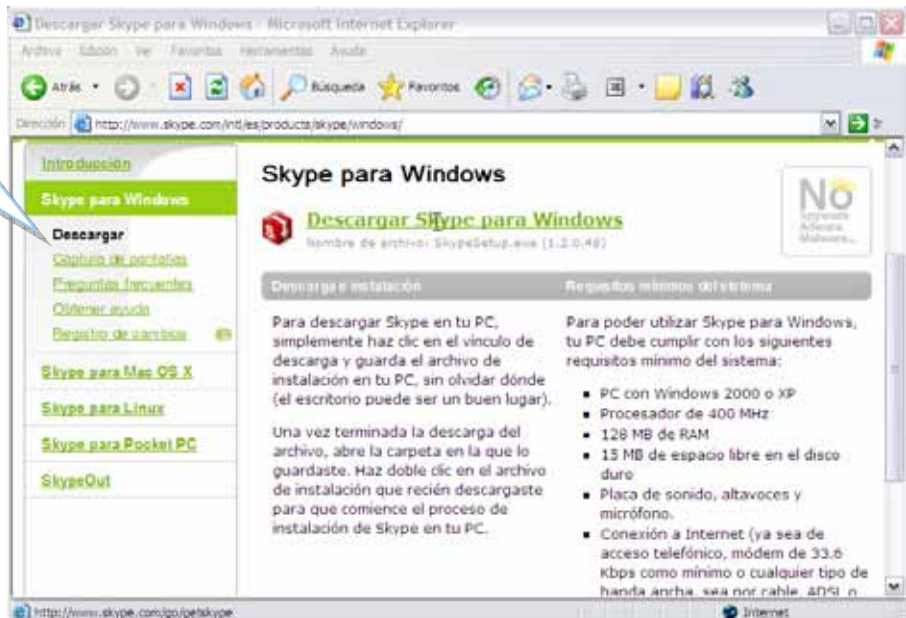 Descargar Skype para Windows - Microsoft Internet Explorer
Archivo Edición Ver Favoritos Herramientas Ayuda
Atrás Búsqueda Favoritos
Dirección http://www.skype.com/intl/es/products/skype/windows/
Introducción
Skype para Windows
Descargar
Captura de pantallas
Preguntas frecuentes
Obtener ayuda
Registro de cambios
Skype para Mac OS X
Skype para Linux
Skype para Pocket PC
SkypeOut
Skype para Windows
Descargar Skype para Windows
Nombre de archivo: SkypeSetup.exe (1.2.0.48)
No
Spyware
Adware
Malware...
Descarga e instalación
Para descargar Skype en tu PC,
simplemente haz clic en el vínculo de
descarga y guarda el archivo de
instalación en tu PC, sin olvidar dónde
(el escritorio puede ser un buen lugar).
Una vez terminada la descarga del
archivo, abre la carpeta en la que lo
guardaste. Haz doble clic en el archivo
de instalación que recién descargaste
para que comience el proceso de
instalación de Skype en tu PC.
Requisitos mínimos del sistema
Para poder utilizar Skype para Windows,
tu PC debe cumplir con los siguientes
requisitos mínimo del sistema:
PC con Windows 2000 o XP
Procesador de 400 MHz
128 MB de RAM
15 MB de espacio libre en el disco
duro
Placa de sonido, altavoces y
micrófono.
Conexión a Internet (ya sea de
acceso telefónico, módem de 33.6
Kbps como mínimo o cualquier tipo de
banda ancha, sea por cable, ADSL o
http://www.skype.com/go/getskype
Internet